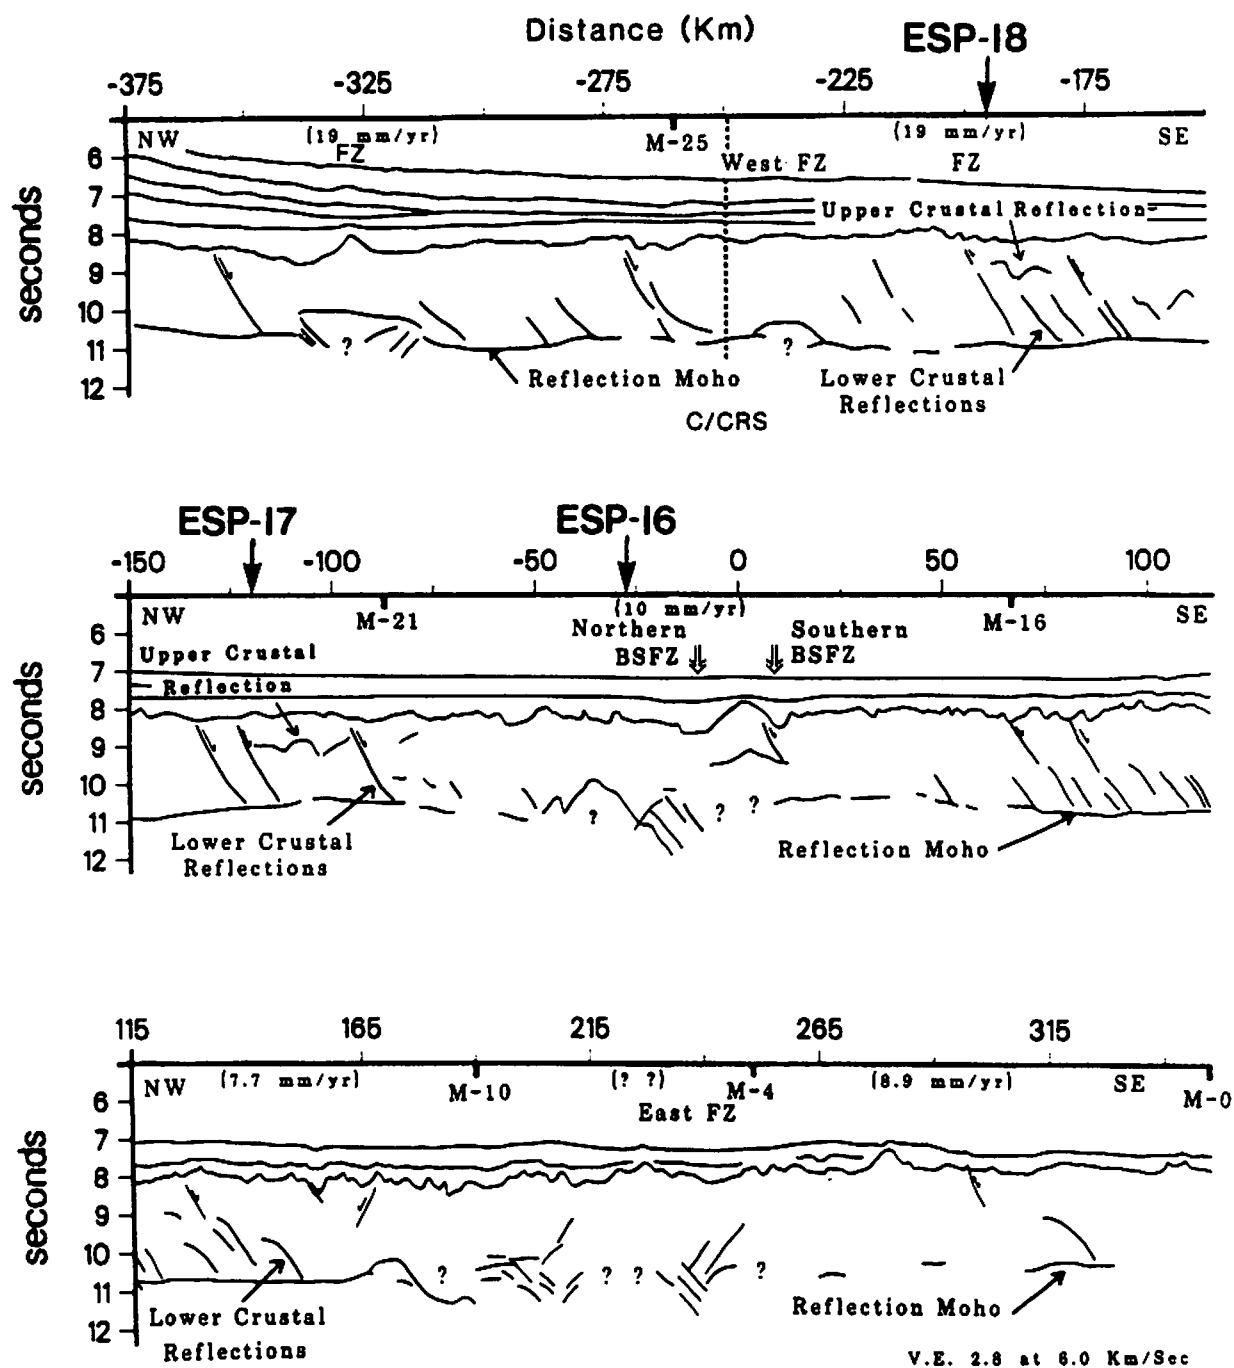 Distance (Km)
ESP-18
-375 -325 -275 -225 -175
NW (19 mm/yr) M-25 (19 mm/yr) SE
FZ West FZ FZ
Upper Crustal Reflection
seconds
6
7
8
9
10
11
12
? ?
Reflection Moho
Lower Crustal
Reflections
C/CRS
ESP-17 ESP-16
-150 -100 -50 0 50 100
NW M-21 (10 mm/yr) M-16 SE
Northern Southern
BSFZ BSFZ
Upper Crustal
Reflection
seconds
6
7
8
9
10
11
12
? ? ?
Lower Crustal
Reflections
Reflection Moho
115 165 215 265 315
NW (7.7 mm/yr) M-10 (? ?) M-4 (8.9 mm/yr) SE M-0
East FZ
seconds
6
7
8
9
10
11
12
? ? ? ?
Lower Crustal
Reflections
Reflection Moho
V.E. 2.8 at 6.0 Km/Sec